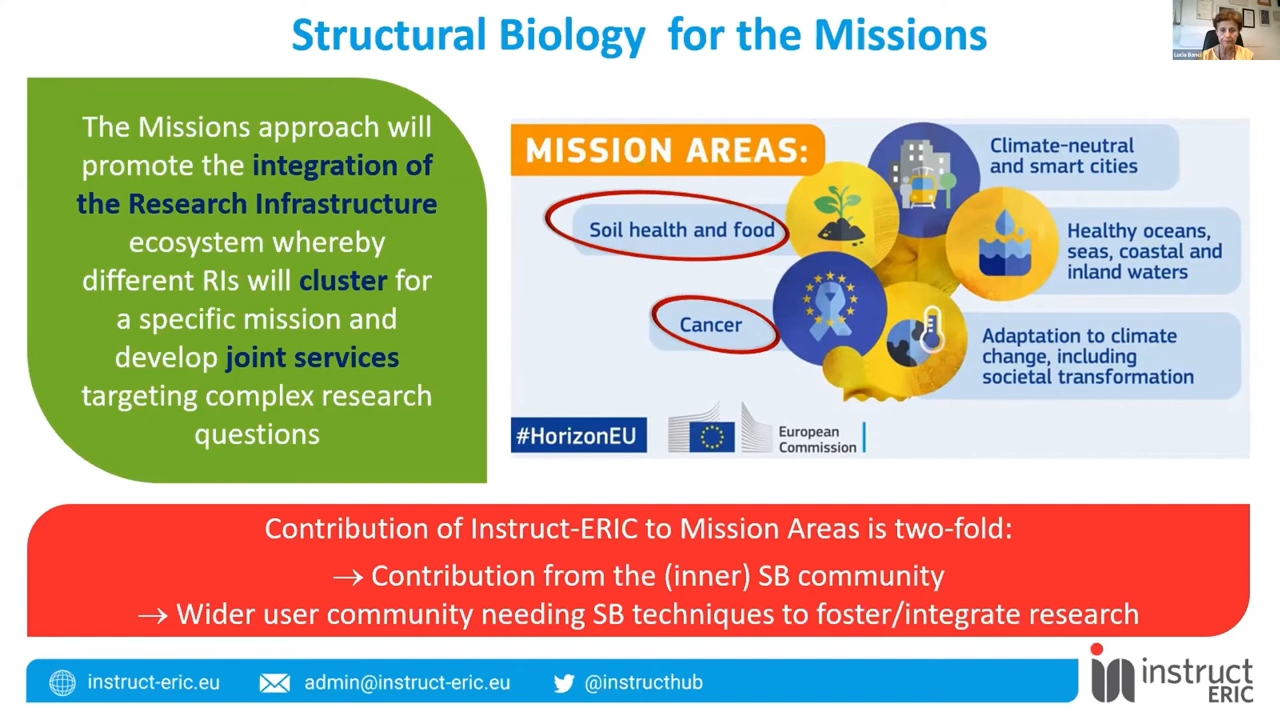 Structural Biology for the Missions
Lucia Banci
The Missions approach will
promote the integration of
the Research Infrastructure
ecosystem whereby
different RIs will cluster for
a specific mission and
develop joint services
targeting complex research
questions
MISSION AREAS:
Climate-neutral
and smart cities
Soil health and food
Healthy oceans,
seas, coastal and
inland waters
Cancer
Adaptation to climate
change, including
societal transformation
#HorizonEU
European
Commission
Contribution of Instruct-ERIC to Mission Areas is two-fold:
→ Contribution from the (inner) SB community
→ Wider user community needing SB techniques to foster/integrate research
instruct-eric.eu
admin@instruct-eric.eu
@instructhub
in instruct
ERIC